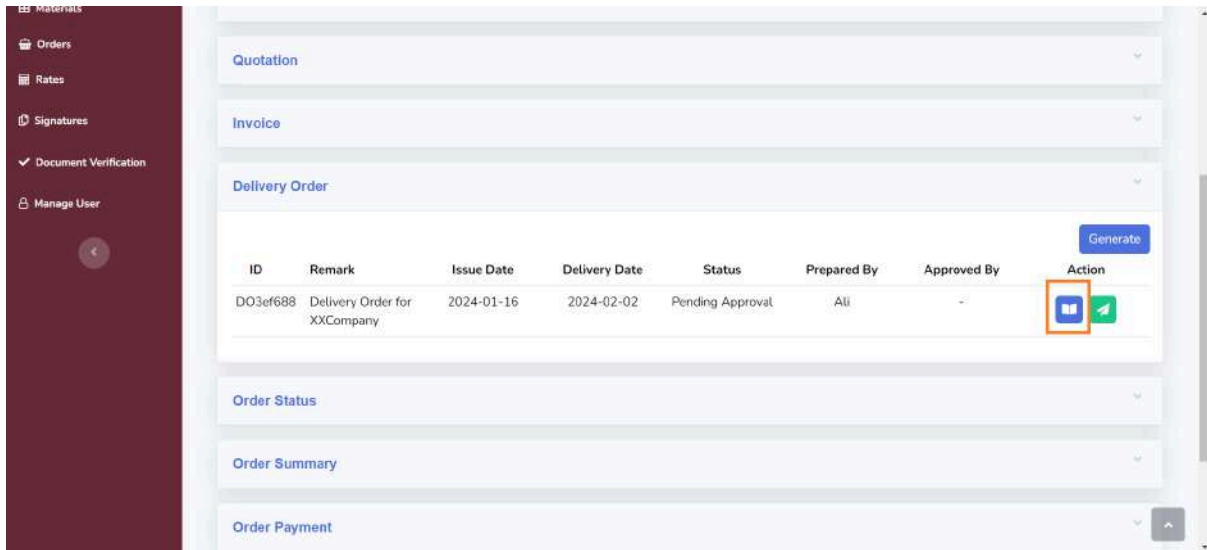 Materials
Orders
Rates
Signatures
Document Verification
Manage User
Quotation
Invoice
Delivery Order
Generate
ID Remark Issue Date Delivery Date Status Prepared By Approved By Action
DO3ef688 Delivery Order for 2024-01-16 2024-02-02 Pending Approval Ali -
XXCompany
Order Status
Order Summary
Order Payment